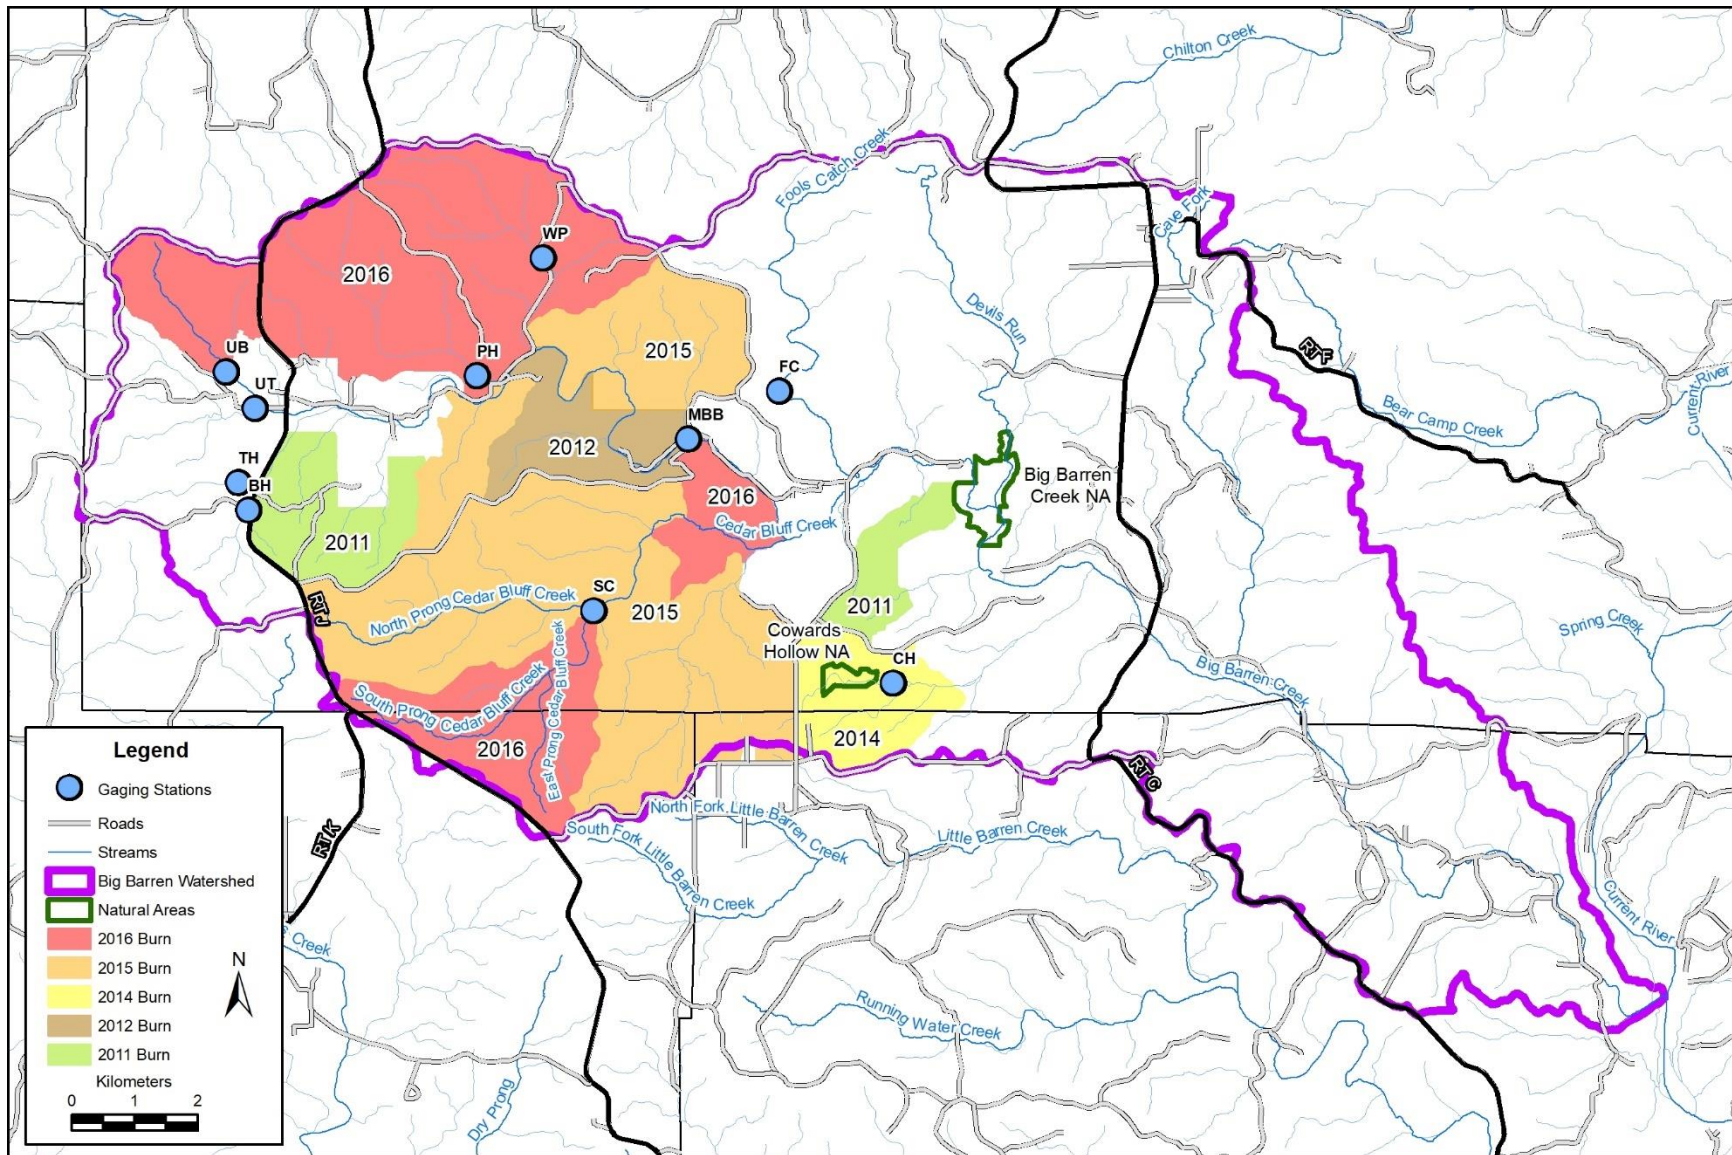 Chilton Creek
Fools Catch Creek
Cave Fork
WP
2016
Devils Run
RT F
Current River
UB
PH
2015
FC
UT
MBB
Bear Camp Creek
2012
TH
BH
2016
Big Barren
Creek NA
Cedar Bluff Creek
2011
North Prong Cedar Bluff Creek
SC
2015
2011
RT J
Cowards
Hollow NA
CH
Spring Creek
South Prong Cedar Bluff Creek
East Prong Cedar Bluff Creek
Big Barren Creek
2016
2014
RT C
RT K
North Fork Little Barren Creek
South Fork Little Barren Creek
Little Barren Creek
Current River
Creek
Running Water Creek
Dry Prong
Legend
Gaging Stations
Roads
Streams
Big Barren Watershed
Natural Areas
2016 Burn
2015 Burn
2014 Burn
2012 Burn
2011 Burn
N
Kilometers
0 1 2